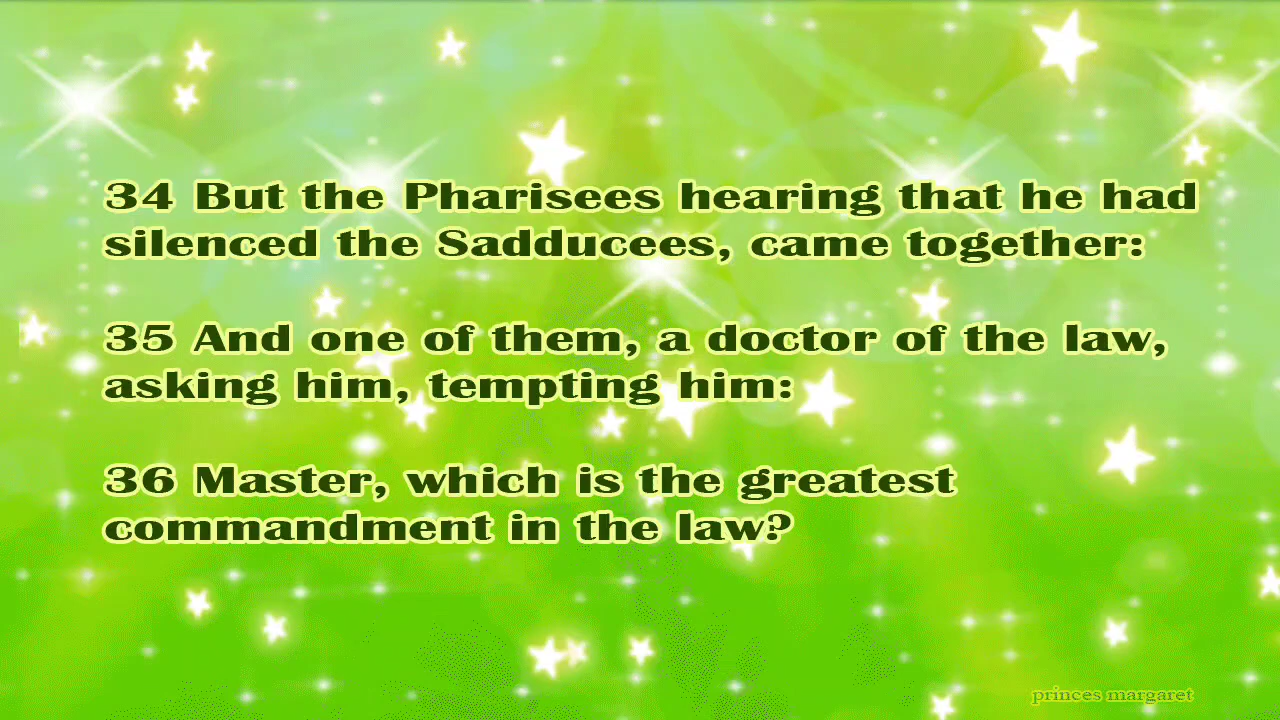 34 But the Pharisees hearing that he had
silenced the Sadducees, came together:
35 And one of them, a doctor of the law,
asking him, tempting him:
36 Master, which is the greatest
commandment in the law?
princes margaret